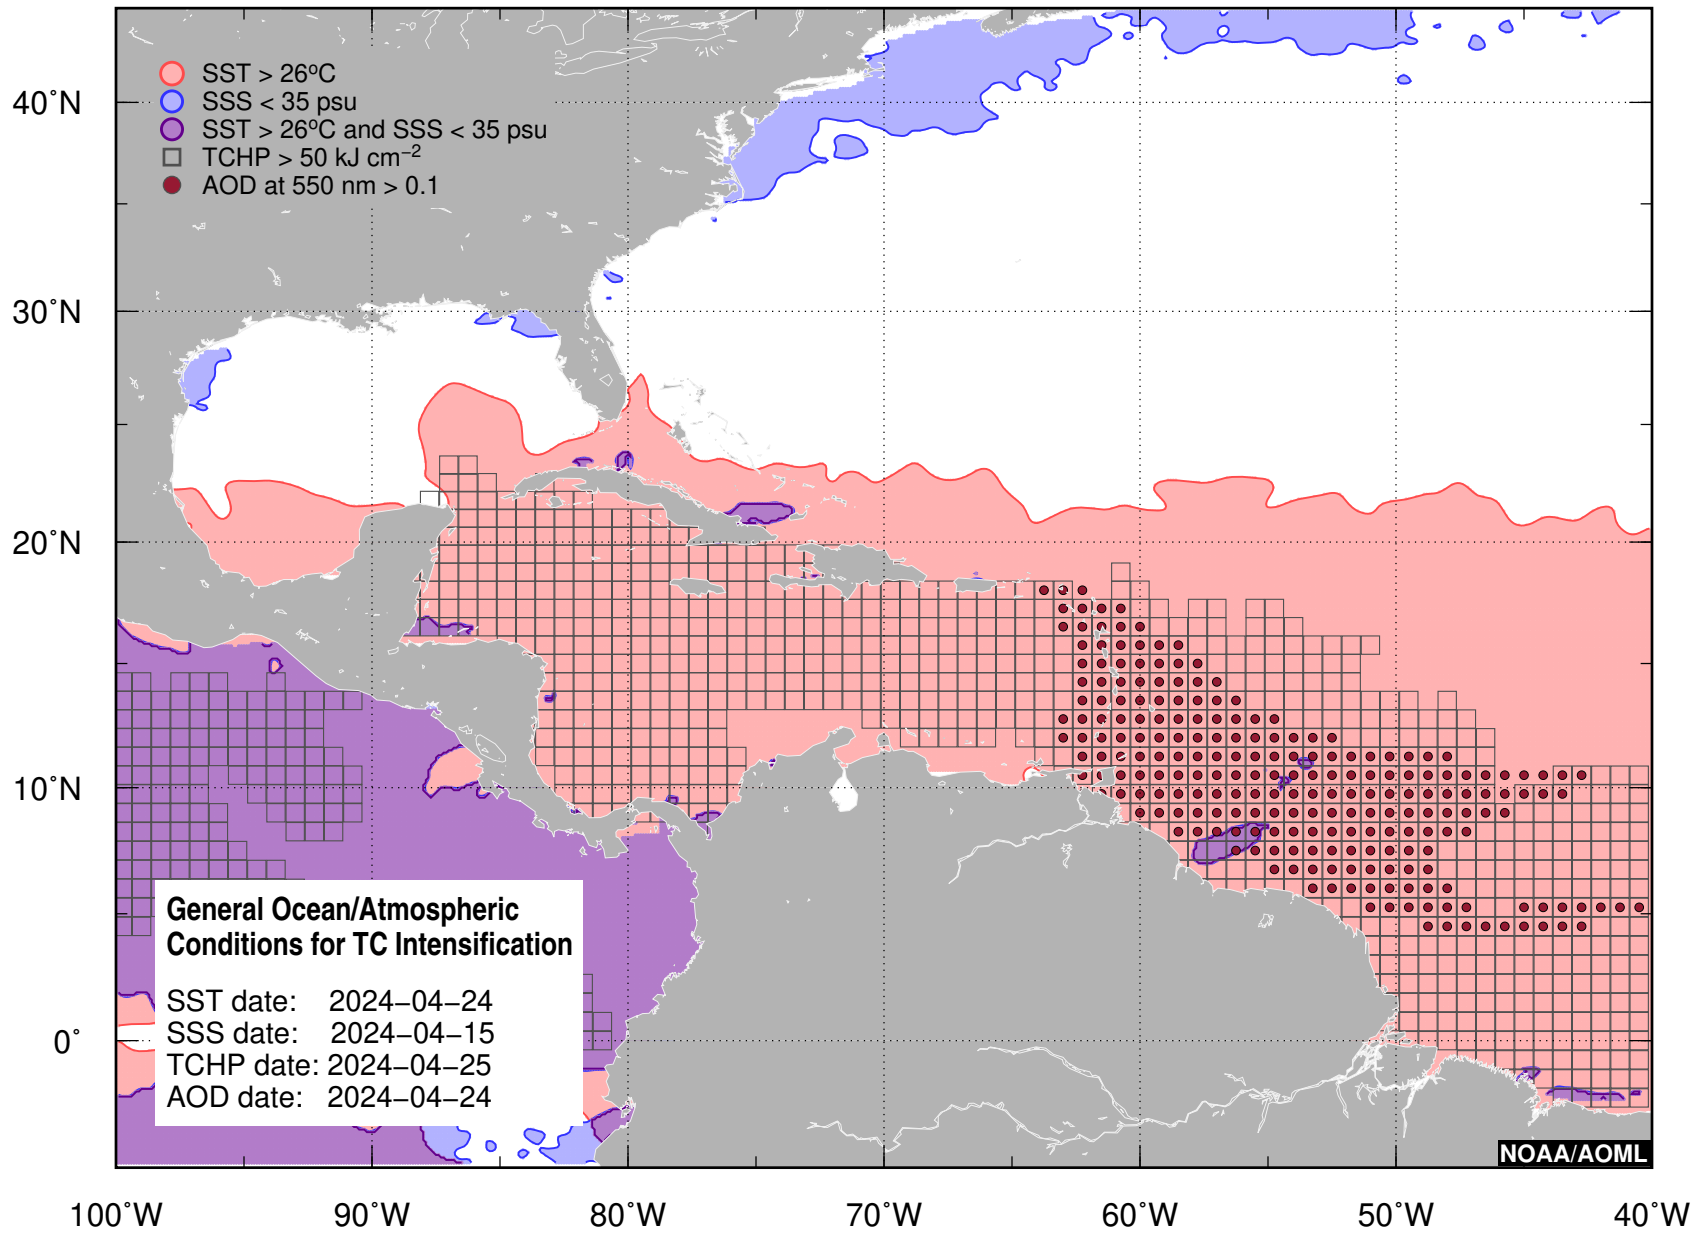 SST > 26°C
SSS < 35 psu
SST > 26°C and SSS < 35 psu
TCHP > 50 kJ cm⁻²
AOD at 550 nm > 0.1
40°N
30°N
20°N
10°N
0°
General Ocean/Atmospheric
Conditions for TC Intensification
SST date: 2024−04−24
SSS date: 2024−04−15
TCHP date: 2024−04−25
AOD date: 2024−04−24
NOAA/AOML
100°W 90°W 80°W 70°W 60°W 50°W 40°W